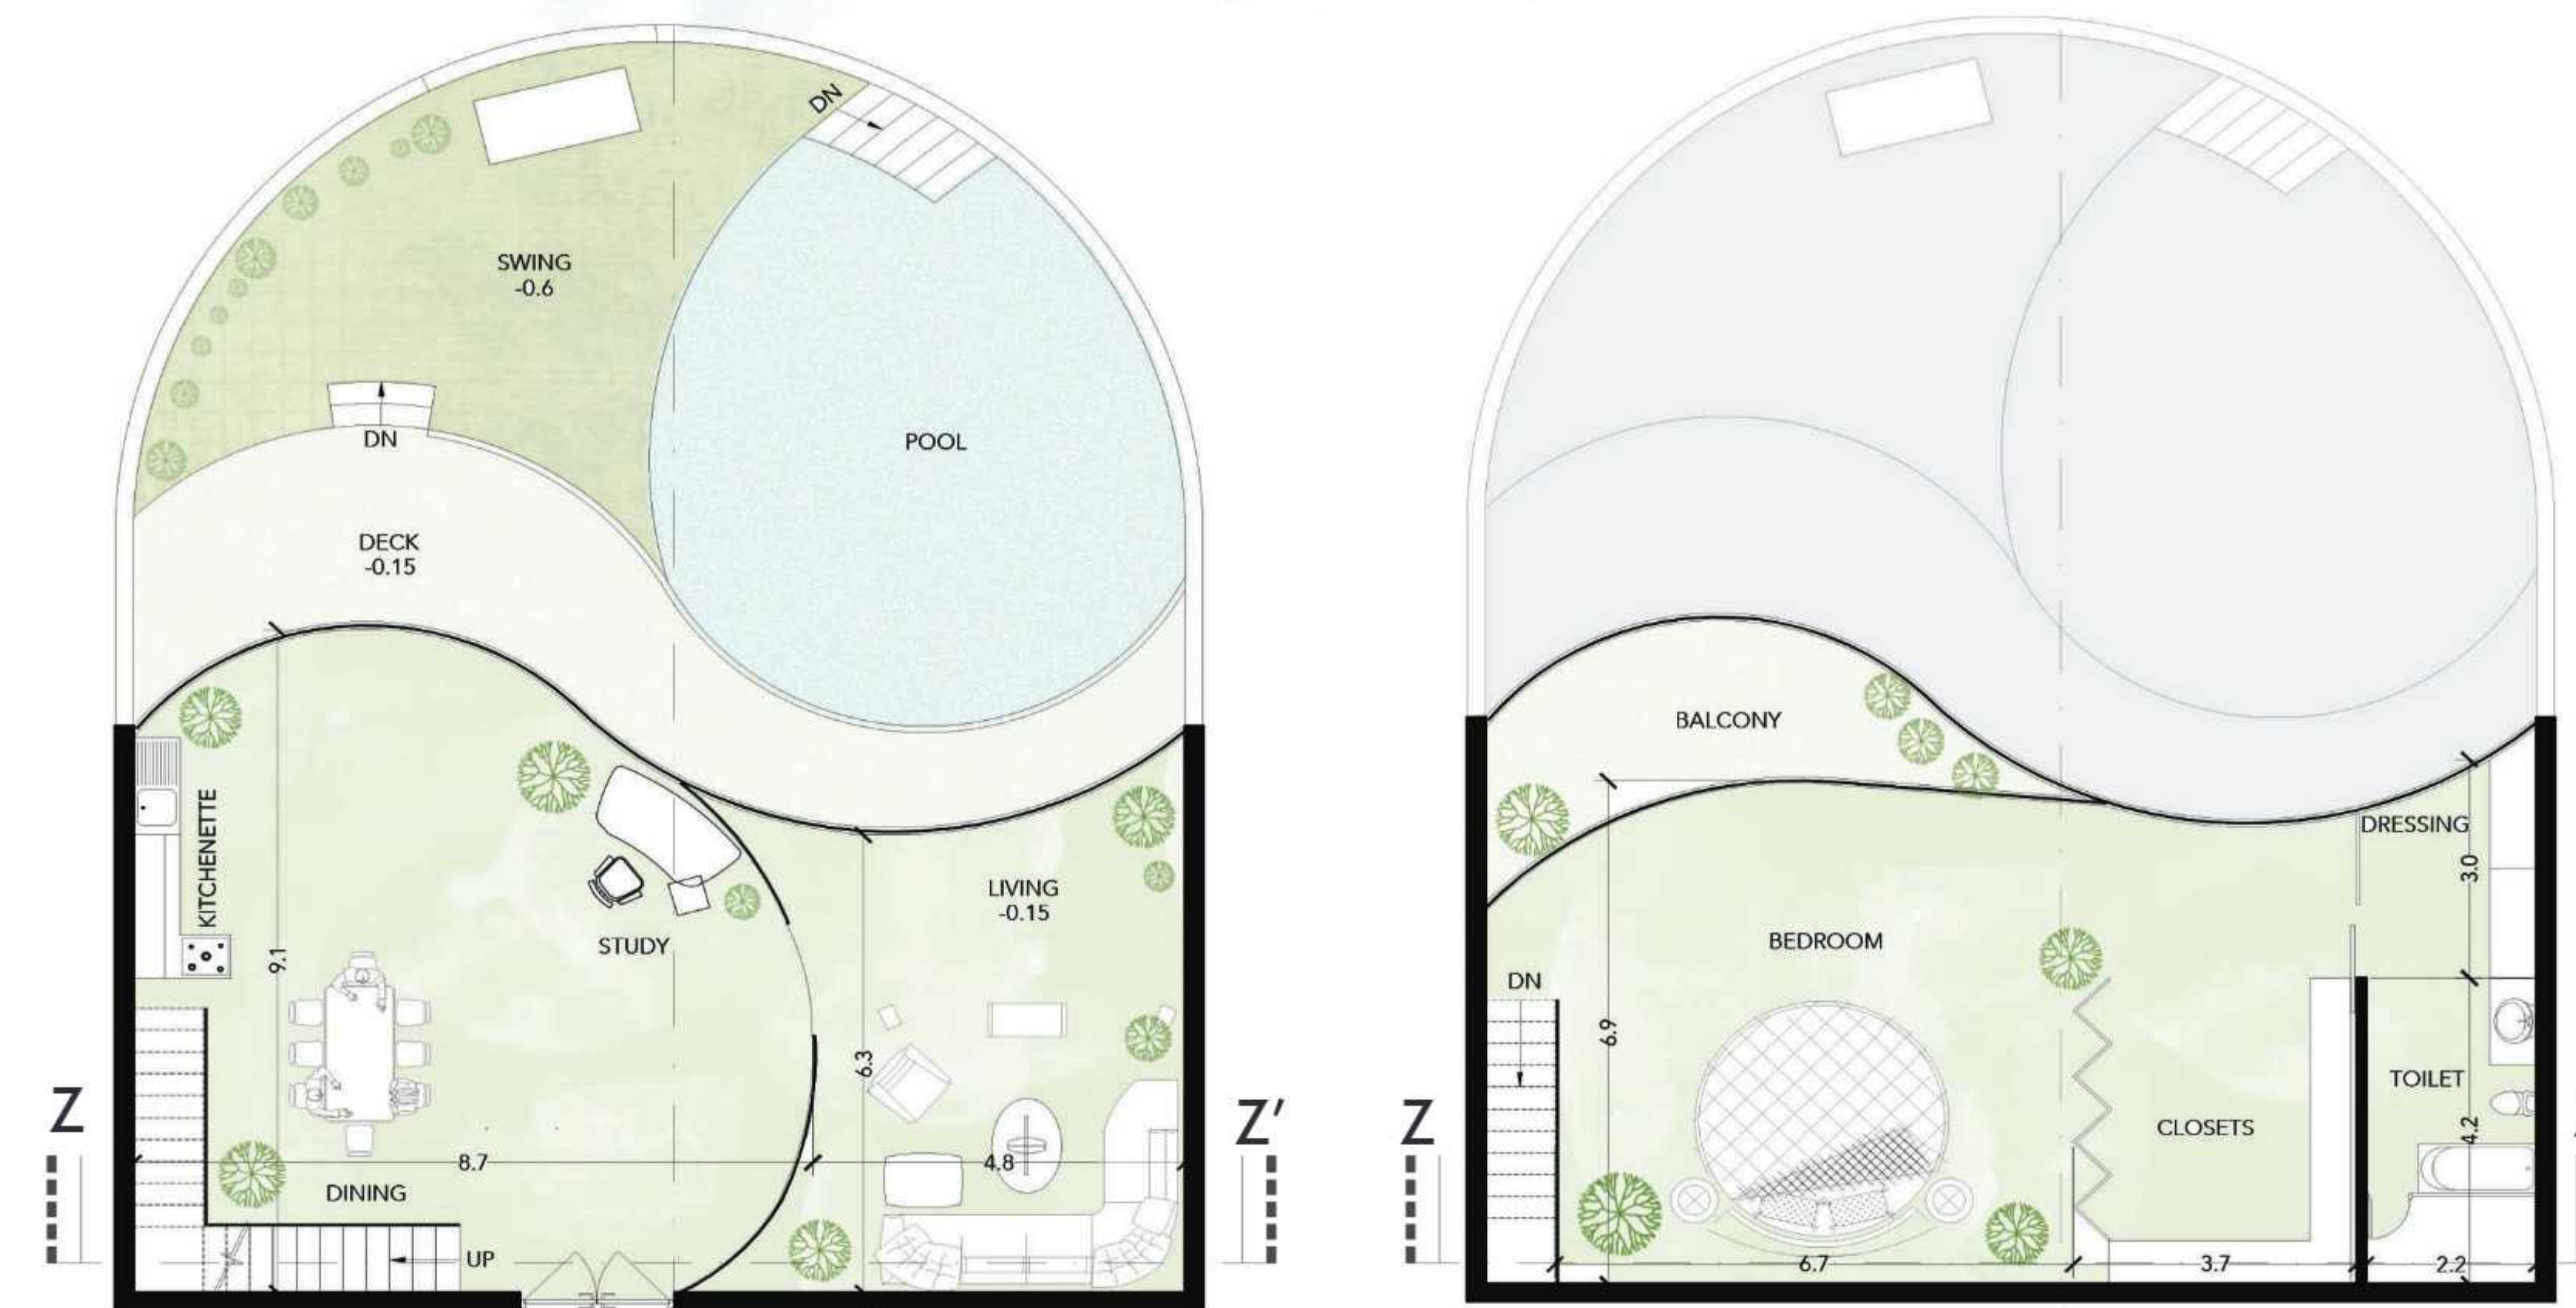 DN
SWING
-0.6
POOL
DN
DECK
-0.15
KITCHENETTE
LIVING
-0.15
STUDY
9.1
6.3
Z
Z'
8.7
4.8
DINING
UP
BALCONY
DRESSING
3.0
BEDROOM
DN
6.9
TOILET
Z
CLOSETS
4.2
6.7
3.7
2.2